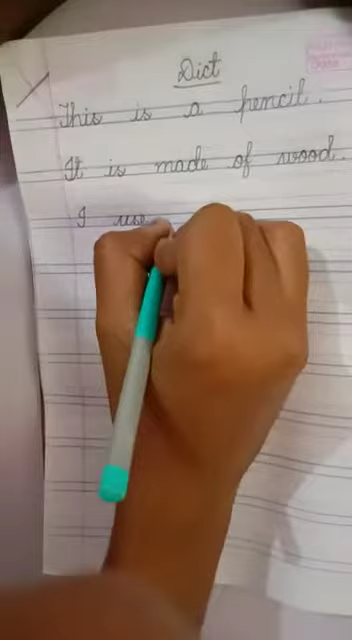 Dict
This is a pencil.
It is made of wood.
I use